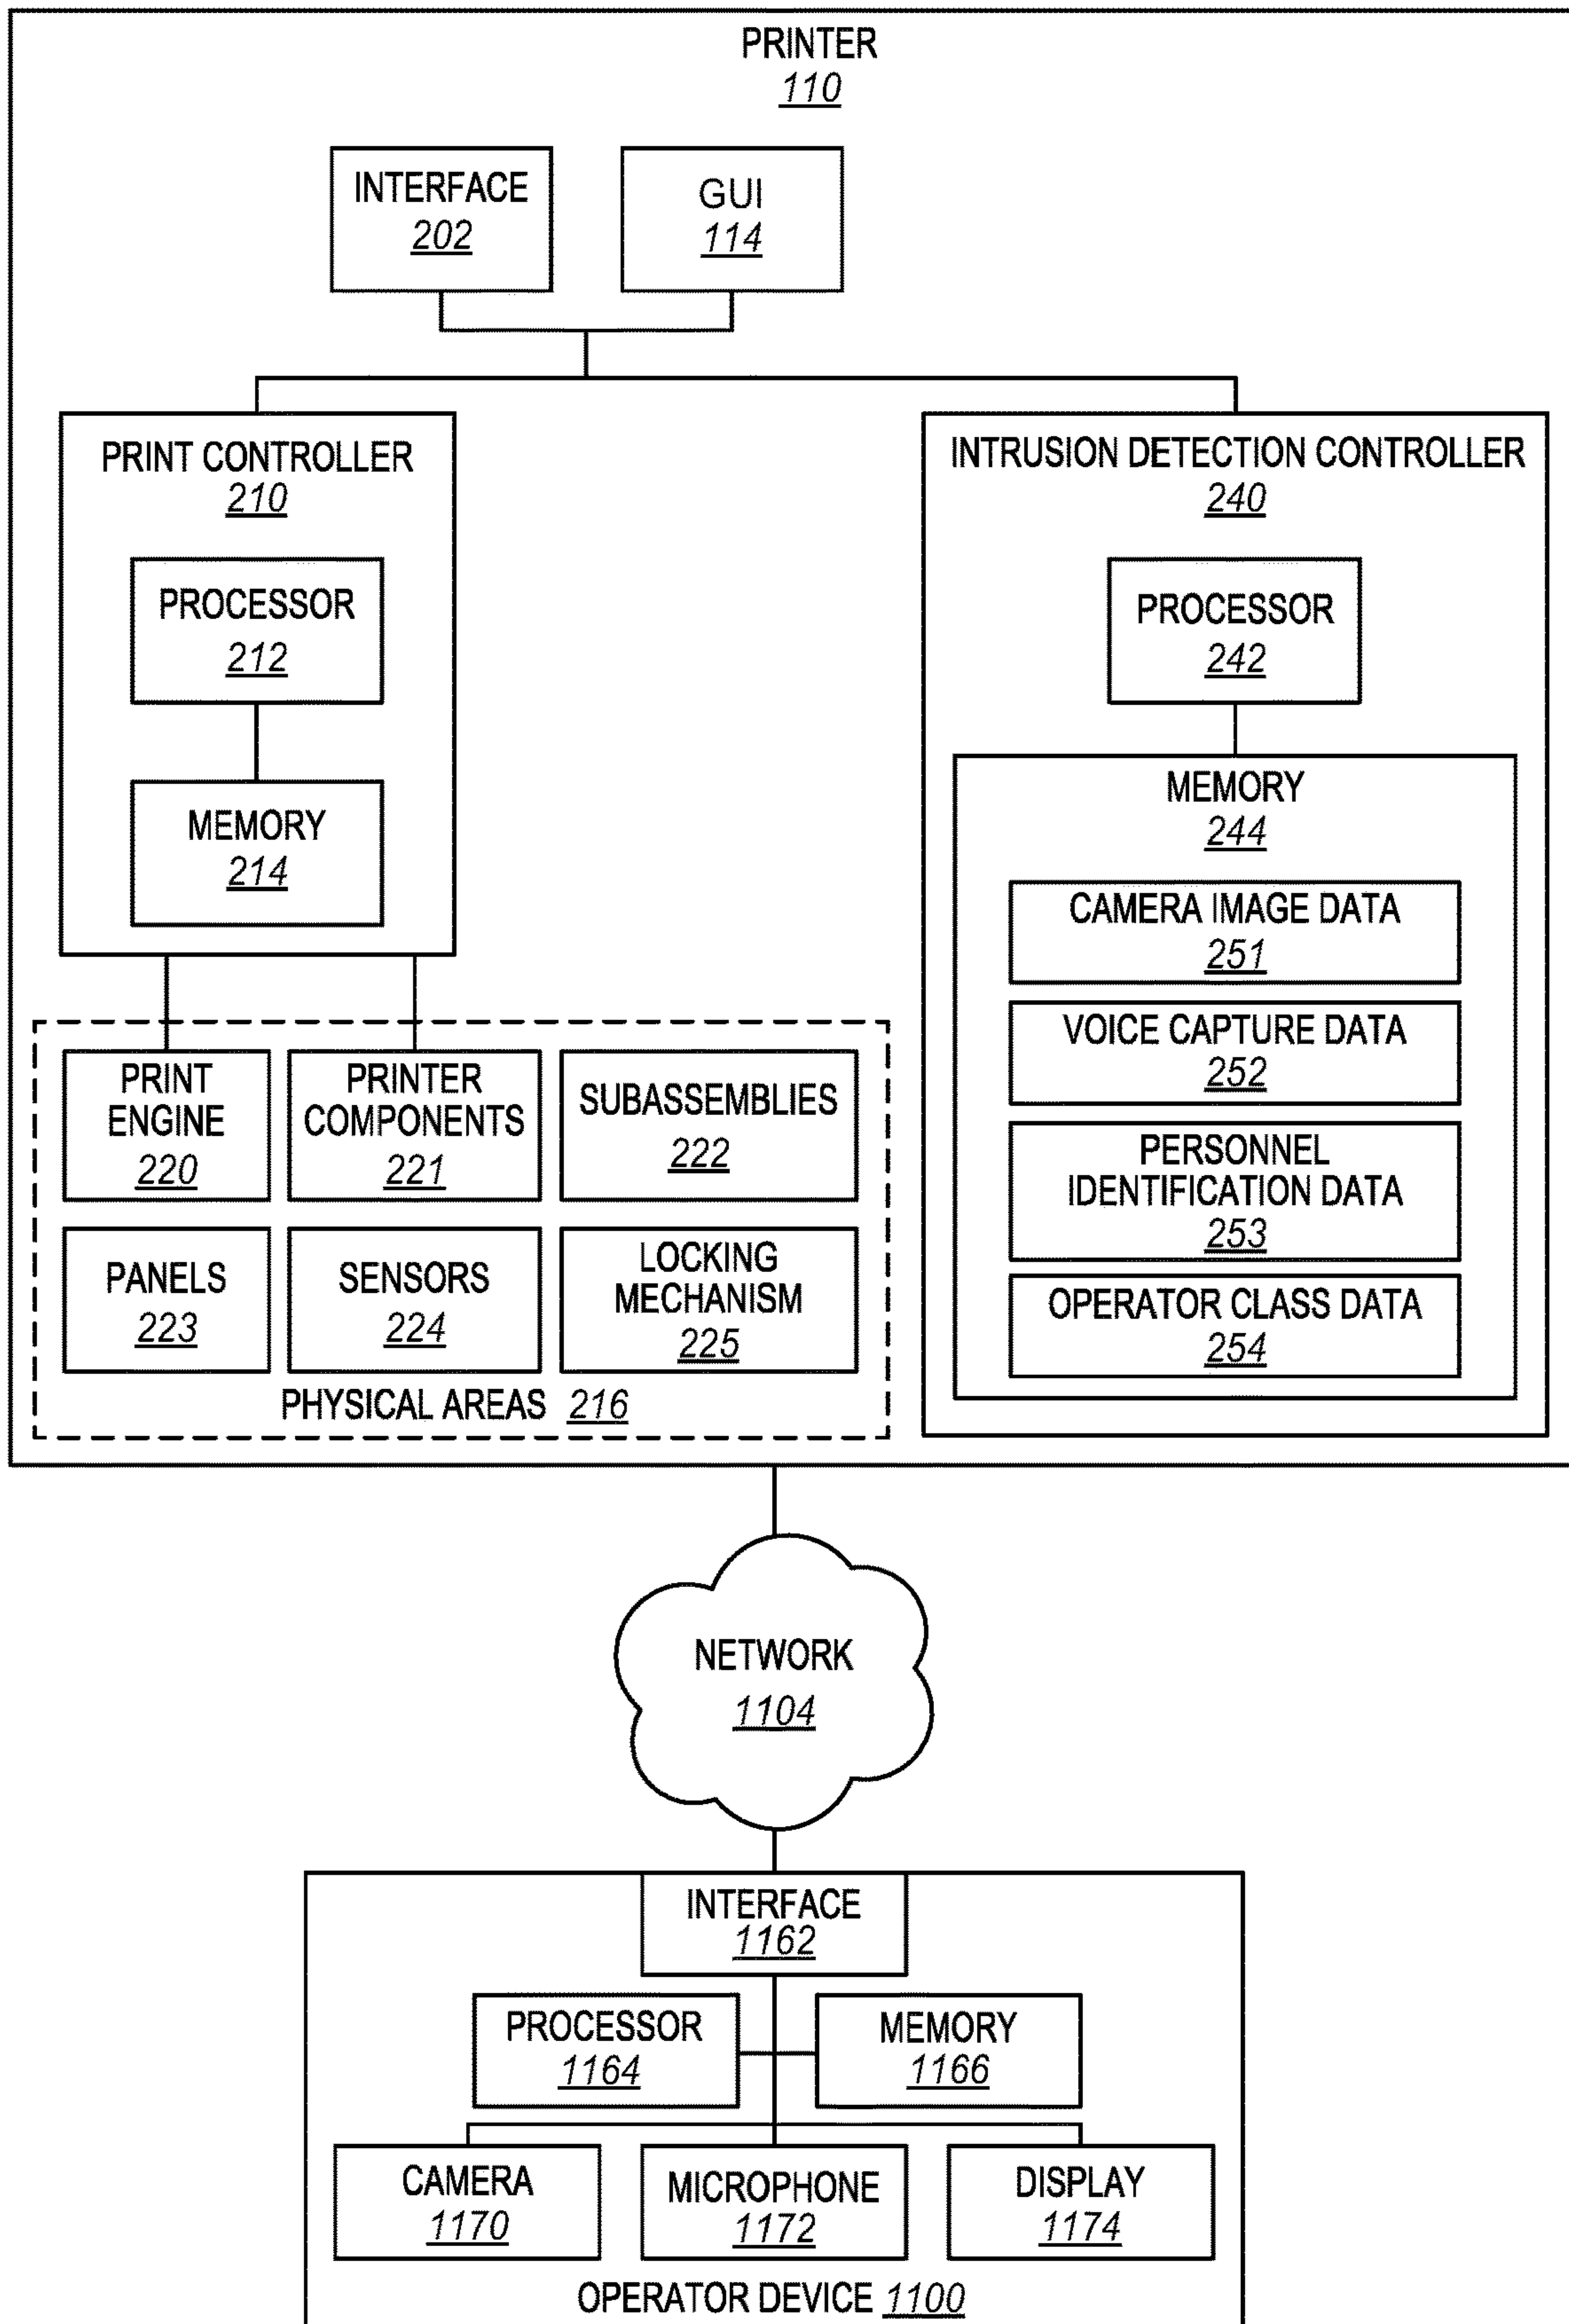 PRINTER
110
INTERFACE
202
GUI
114
PRINT CONTROLLER
210
PROCESSOR
212
MEMORY
214
PRINT
ENGINE
220
PRINTER
COMPONENTS
221
SUBASSEMBLIES
222
PANELS
223
SENSORS
224
LOCKING
MECHANISM
225
PHYSICAL AREAS 216
INTRUSION DETECTION CONTROLLER
240
PROCESSOR
242
MEMORY
244
CAMERA IMAGE DATA
251
VOICE CAPTURE DATA
252
PERSONNEL
IDENTIFICATION DATA
253
OPERATOR CLASS DATA
254
NETWORK
1104
INTERFACE
1162
PROCESSOR
1164
MEMORY
1166
CAMERA
1170
MICROPHONE
1172
DISPLAY
1174
OPERATOR DEVICE 1100